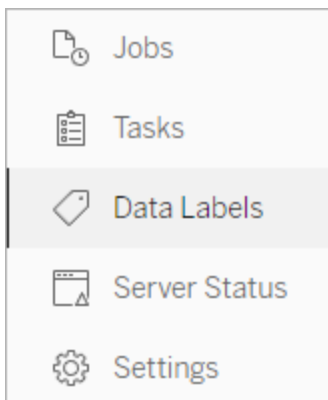 Jobs
Tasks
Data Labels
Server Status
Settings